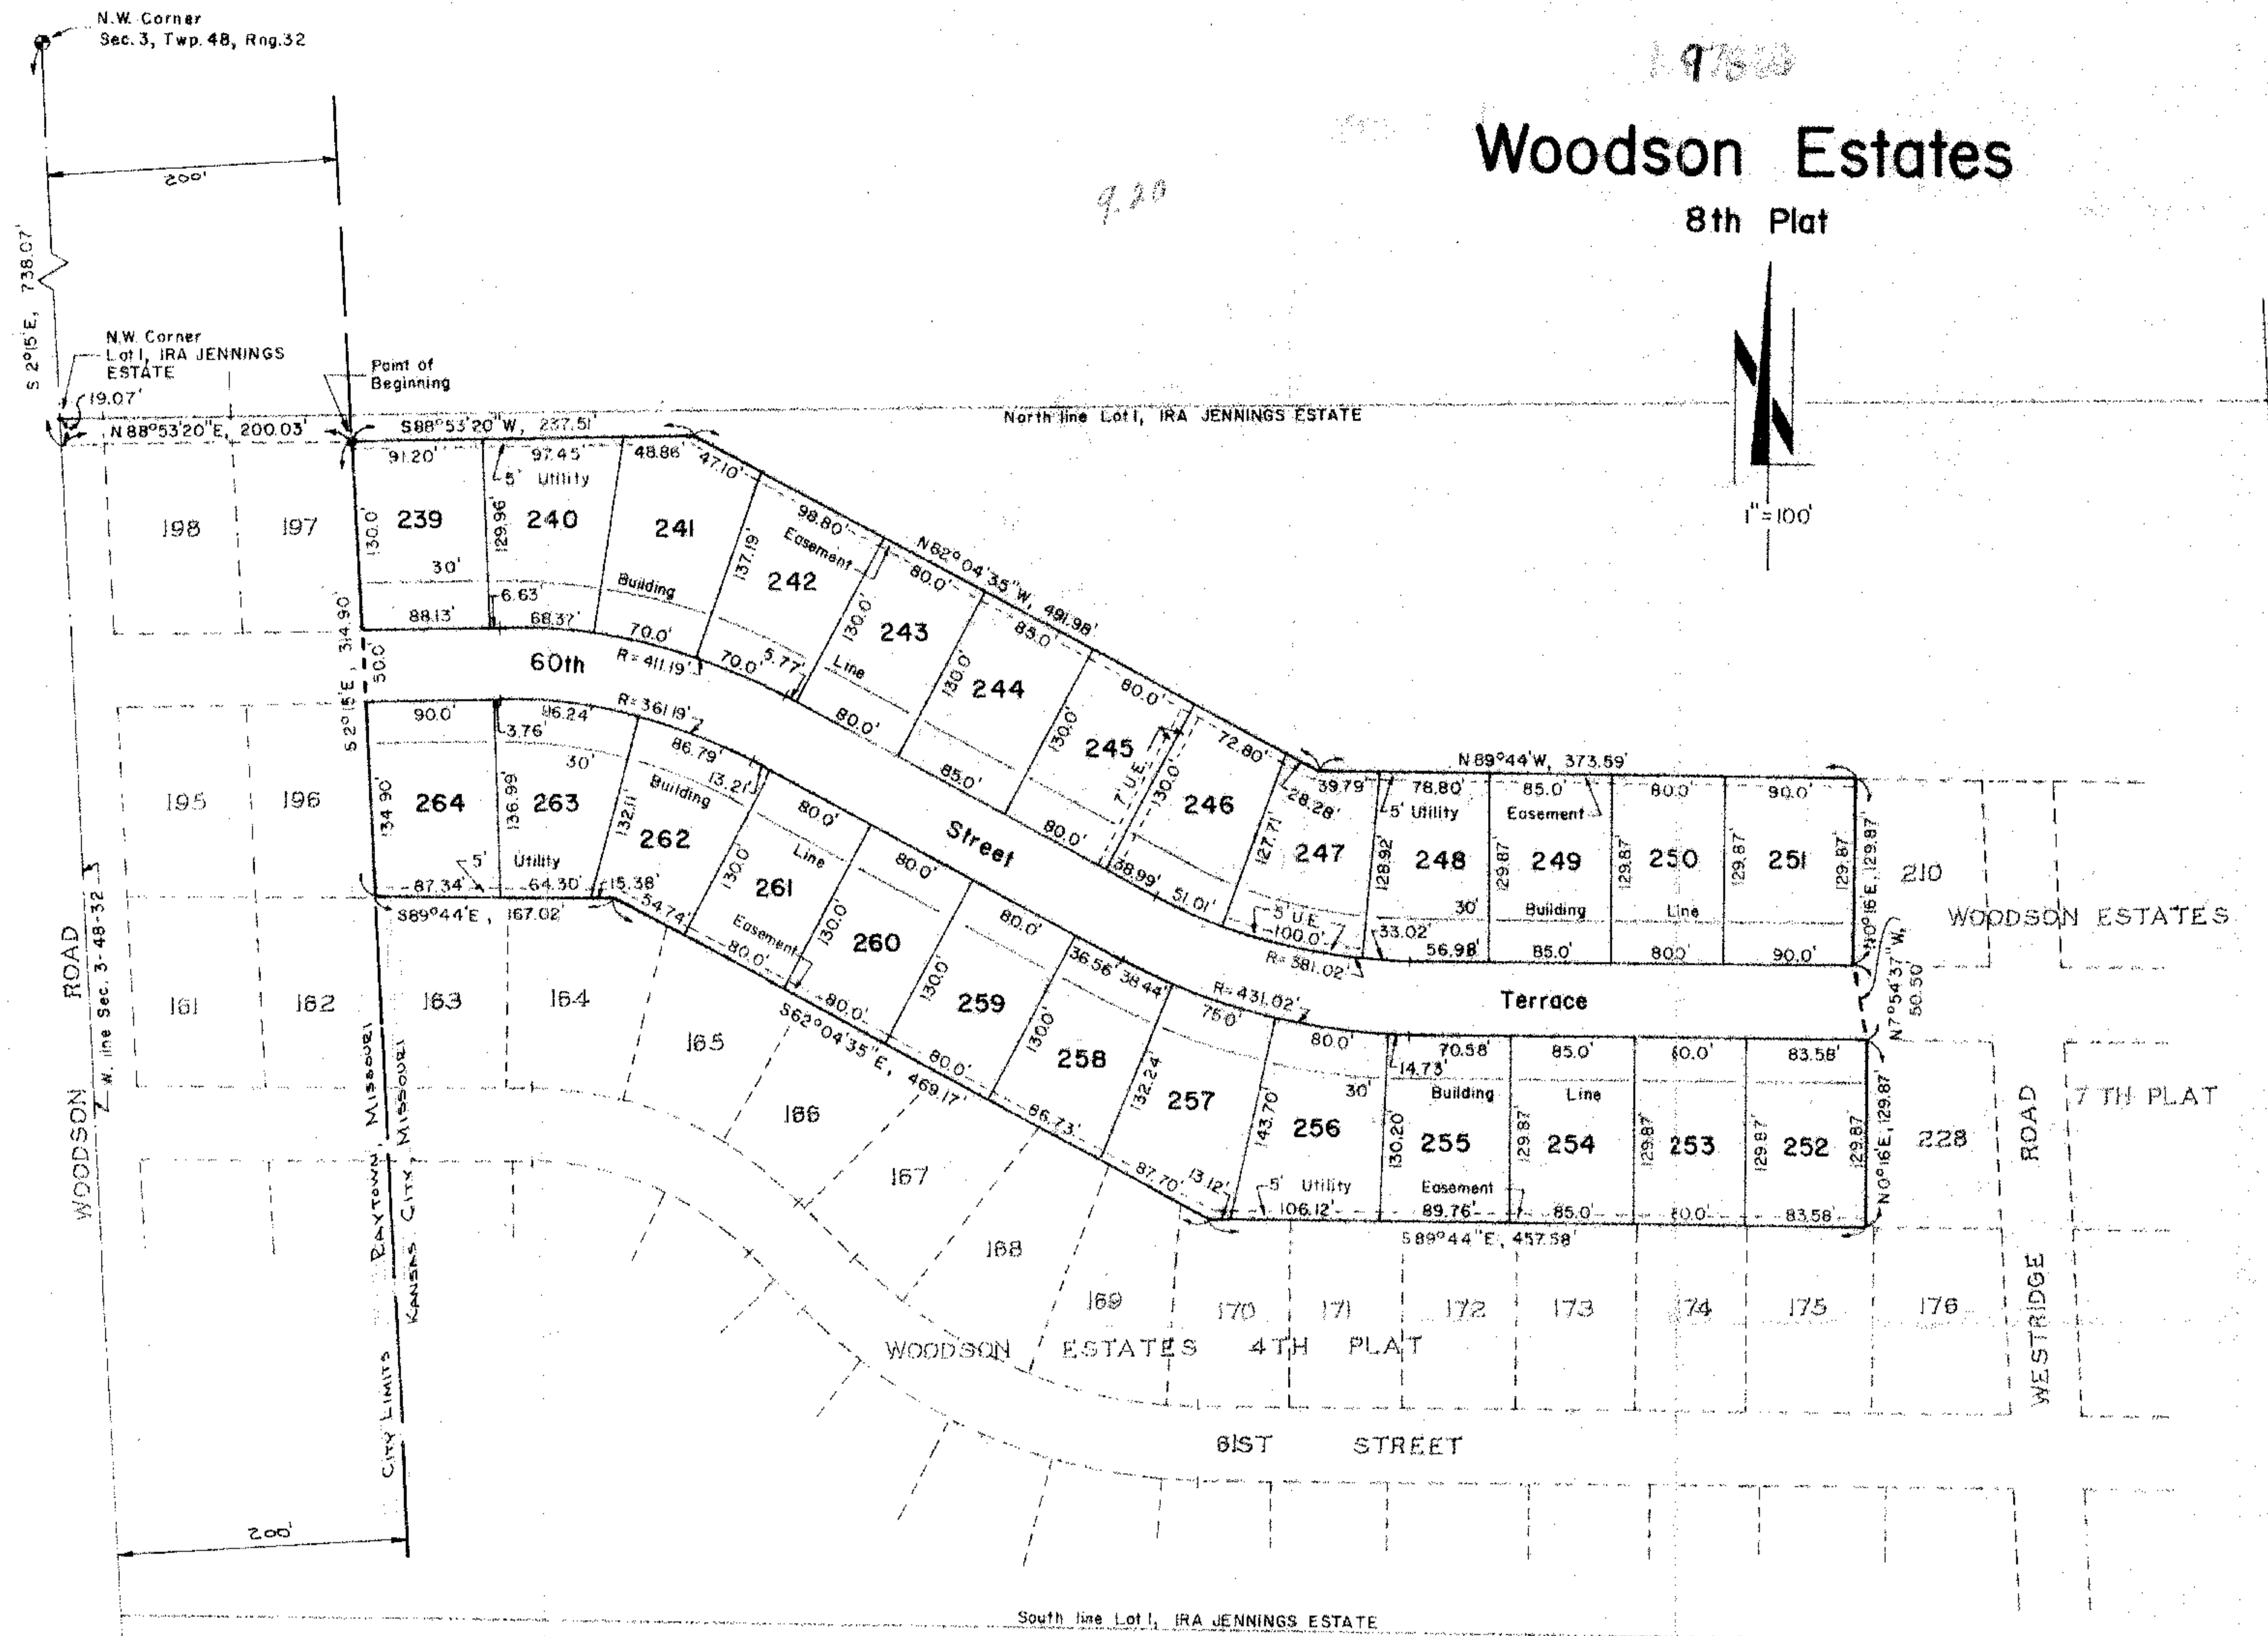 N.W. Corner
Sec. 3, Twp. 48, Rng. 32
200'
S 2°15'E, 738.07'
9.20
Woodson Estates
8th Plat
N
1"=100'
N.W. Corner
Lot 1, IRA JENNINGS
ESTATE
19.07'
Point of
Beginning
N 88°53'20"E, 200.03'
S88°53'20"W, 237.51'
North line Lot 1, IRA JENNINGS ESTATE
91.20' 97.45' 48.86' 47.10'
5' Utility
198 197 239 240 241
130.0' 129.96' 137.19'
30'
Building
88.13' 6.63' 68.37' 70.0' 70.0' 5.77'
98.80'
Easement
242
N62°04'35"W, 491.98'
80.0' 85.0' 80.0' 72.80'
130.0' 243 130.0' 244 130.0' 245 130.0' 246
Line
7' U.E.
80.0' 85.0' 80.0' 38.99' 51.01'
S 2°15'E, 314.90'
50.0'
60th
R=411.19'
R=361.19'
Street
N89°44'W, 373.59'
28.28' 39.79' 78.80' 85.0' 80.0' 90.0'
5' Utility Easement
127.71' 247 128.92' 248 129.87' 249 129.87' 250 129.87' 251 129.87'
N0°16'E, 129.87'
30' Building Line
5' U.E.
100.0' 33.02' 56.98' 85.0' 80.0' 90.0'
R=381.02'
210
WOODSON ESTATES
N7°54'37"W,
50.50'
90.0' 3.76' 96.24' 86.79' 13.21'
30'
Building
Line
195 196 264 263 262 261 260 259 258 257
134.90' 136.99' 132.11' 130.0' 130.0' 130.0' 130.0' 132.24'
80.0' 80.0' 80.0' 36.56' 38.44' 75.0'
5' Utility
Easement
87.34' 64.30' 15.38' 54.74' 80.0' 80.0' 80.0' 86.73' 87.70' 13.12'
S89°44'E, 167.02'
S62°04'35"E, 469.17'
R=431.02'
Terrace
80.0' 14.73' 70.58' 85.0' 80.0' 83.58'
30' Building Line
143.70' 256 130.20' 255 129.87' 254 129.87' 253 129.87' 252 129.87'
N0°16'E, 129.87'
5' Utility Easement
106.12' 89.76' 85.0' 80.0' 83.58'
S89°44"E, 457.58'
228
7 TH PLAT
WESTRIDGE ROAD
WOODSON ROAD
W. line Sec. 3-48-32
161 162 163 164 165 166 167 168 169 170 171 172 173 174 175 176
CITY LIMITS RAYTOWN, MISSOURI
KANSAS CITY, MISSOURI
WOODSON ESTATES 4TH PLAT
61ST STREET
200'
South line Lot 1, IRA JENNINGS ESTATE